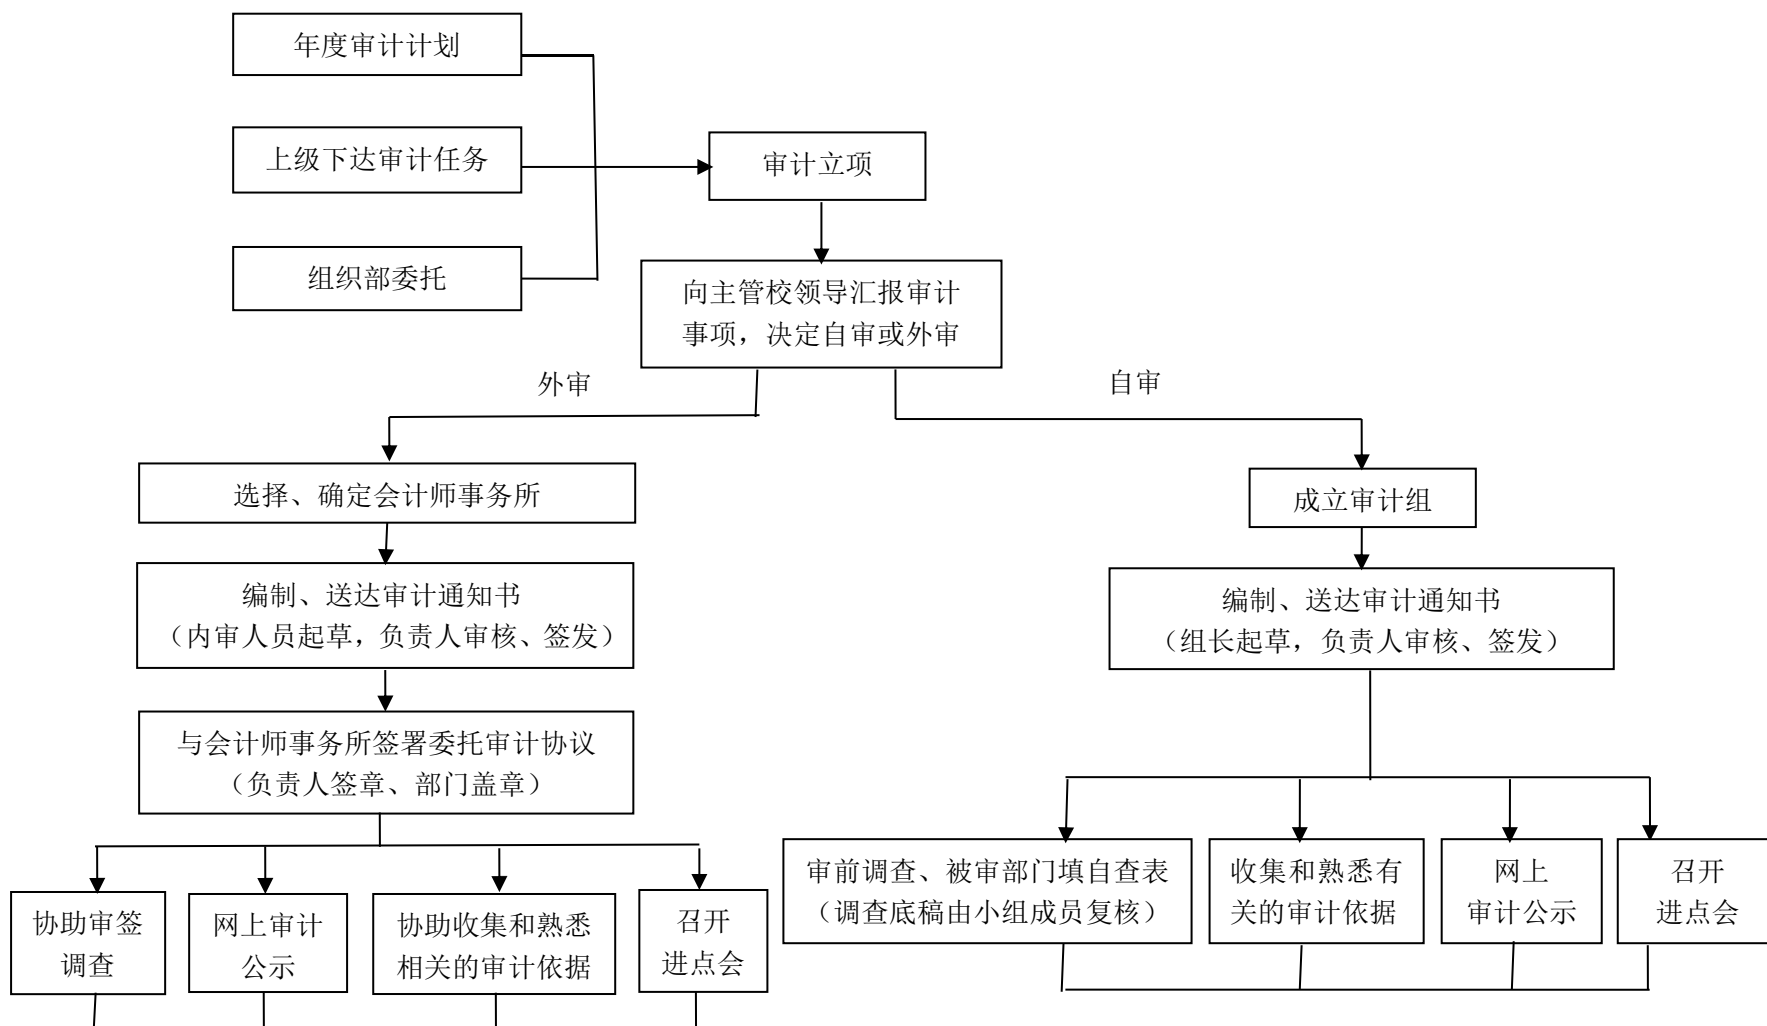 年度审计计划
上级下达审计任务
审计立项
组织部委托
向主管校领导汇报审计
事项，决定自审或外审
外审
自审
选择、确定会计师事务所
成立审计组
编制、送达审计通知书
（内审人员起草，负责人审核、签发）
编制、送达审计通知书
（组长起草，负责人审核、签发）
与会计师事务所签署委托审计协议
（负责人签章、部门盖章）
审前调查、被审部门填自查表
（调查底稿由小组成员复核）
收集和熟悉有
关的审计依据
网上
审计公示
召开
进点会
协助审签
调查
网上审计
公示
协助收集和熟悉
相关的审计依据
召开
进点会